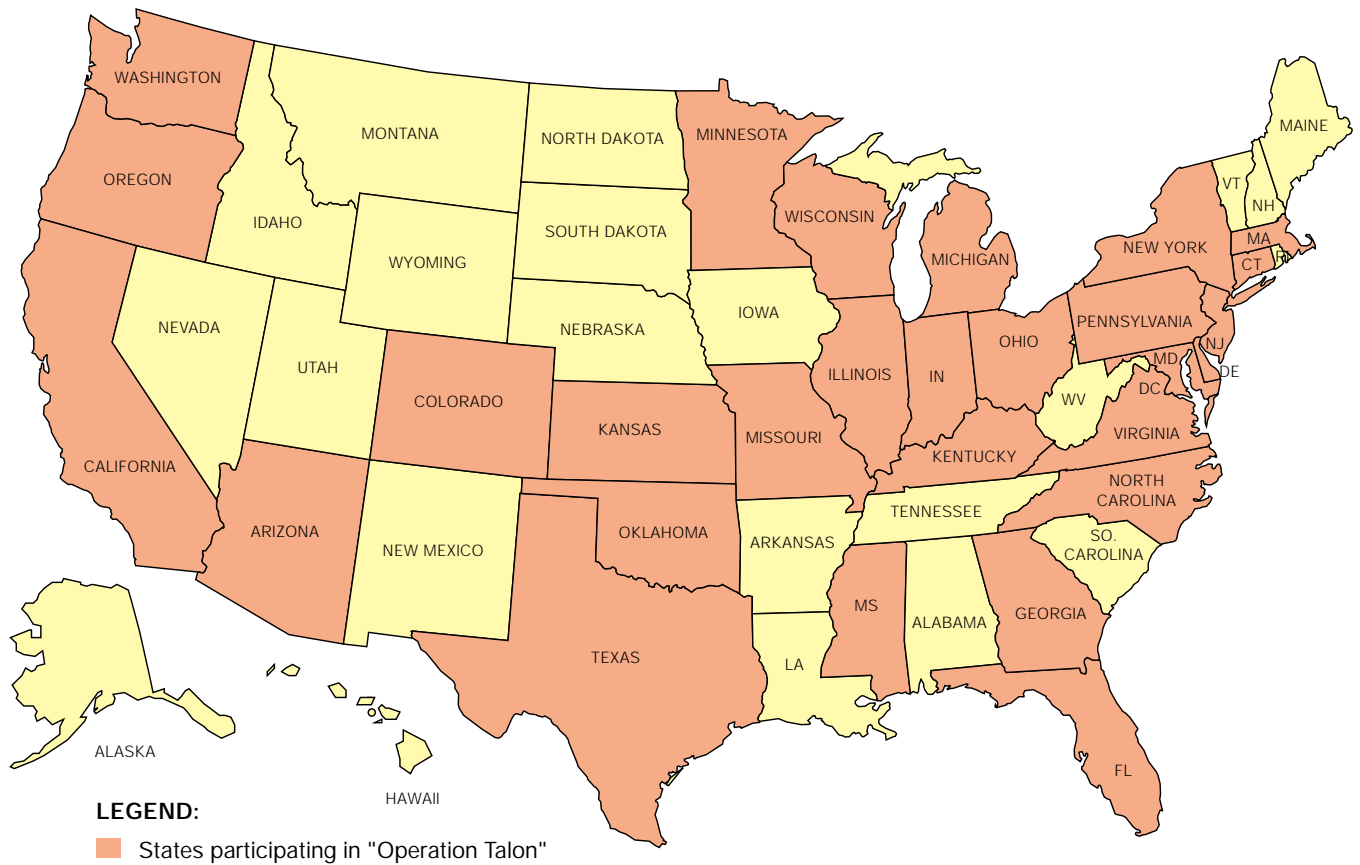 WASHINGTON
MONTANA
NORTH DAKOTA
MINNESOTA
MAINE
OREGON
IDAHO
SOUTH DAKOTA
WISCONSIN
VT
NH
WYOMING
MICHIGAN
NEW YORK
MA
CT
RI
NEVADA
NEBRASKA
IOWA
PENNSYLVANIA
NJ
OHIO
UTAH
COLORADO
ILLINOIS
IN
MD
DE
DC
WV
KANSAS
MISSOURI
KENTUCKY
VIRGINIA
CALIFORNIA
NORTH
CAROLINA
ARIZONA
NEW MEXICO
OKLAHOMA
ARKANSAS
TENNESSEE
SO.
CAROLINA
MS
ALABAMA
GEORGIA
TEXAS
LA
FL
ALASKA
HAWAII
LEGEND:
States participating in "Operation Talon"